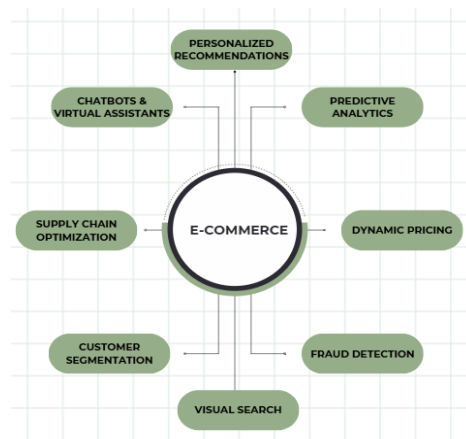 PERSONALIZED
RECOMMENDATIONS
CHATBOTS &
VIRTUAL ASSISTANTS
PREDICTIVE
ANALYTICS
SUPPLY CHAIN
OPTIMIZATION
E-COMMERCE
DYNAMIC PRICING
CUSTOMER
SEGMENTATION
FRAUD DETECTION
VISUAL SEARCH